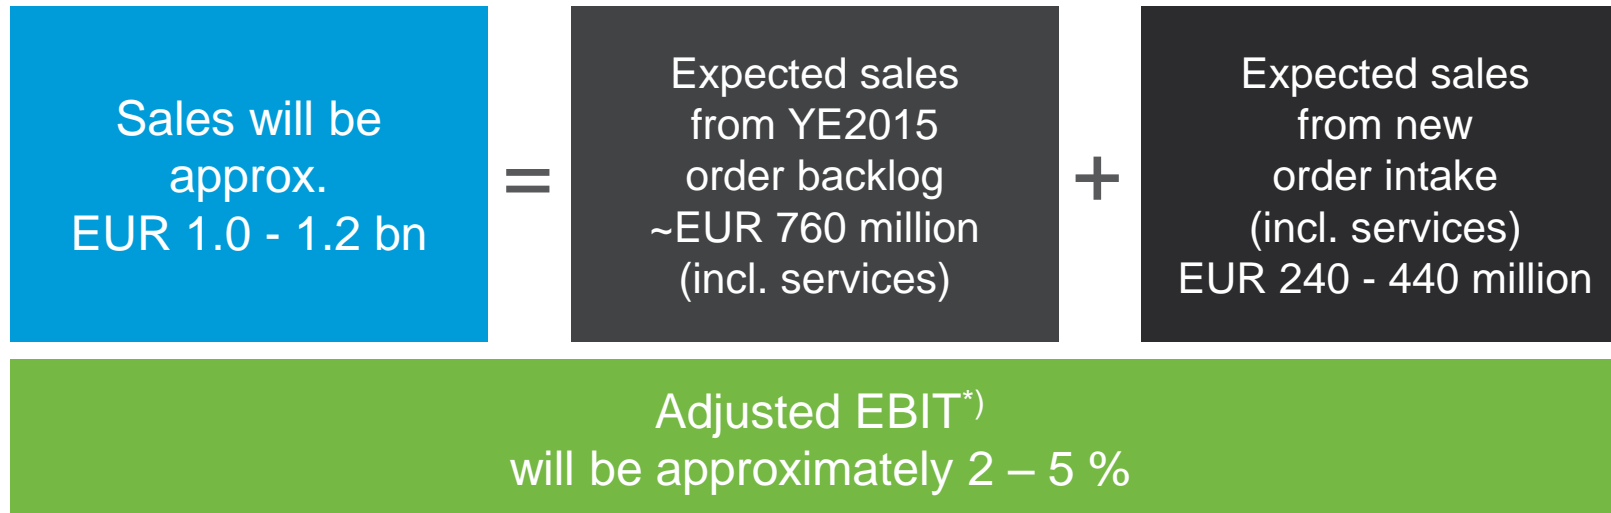 Sales will be
approx.
EUR 1.0 - 1.2 bn
=
Expected sales
from YE2015
order backlog
~EUR 760 million
(incl. services)
+
Expected sales
from new
order intake
(incl. services)
EUR 240 - 440 million
Adjusted EBIT*)
will be approximately 2 – 5 %